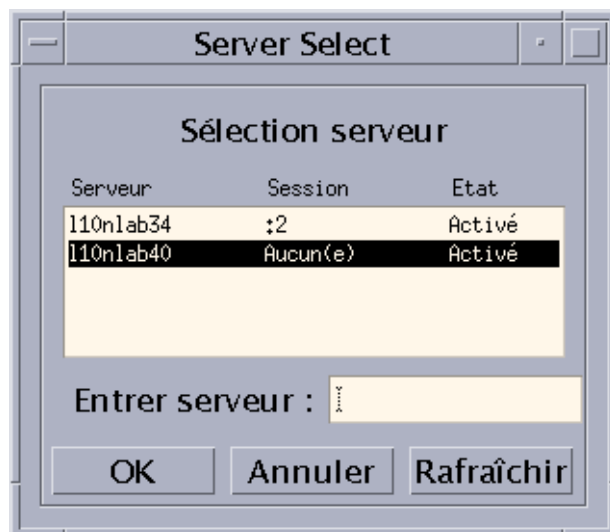 Server Select
Sélection serveur
Serveur Session Etat
l10nlab34 :2 Activé
l10nlab40 Aucun(e) Activé
Entrer serveur :
OK Annuler Rafraîchir